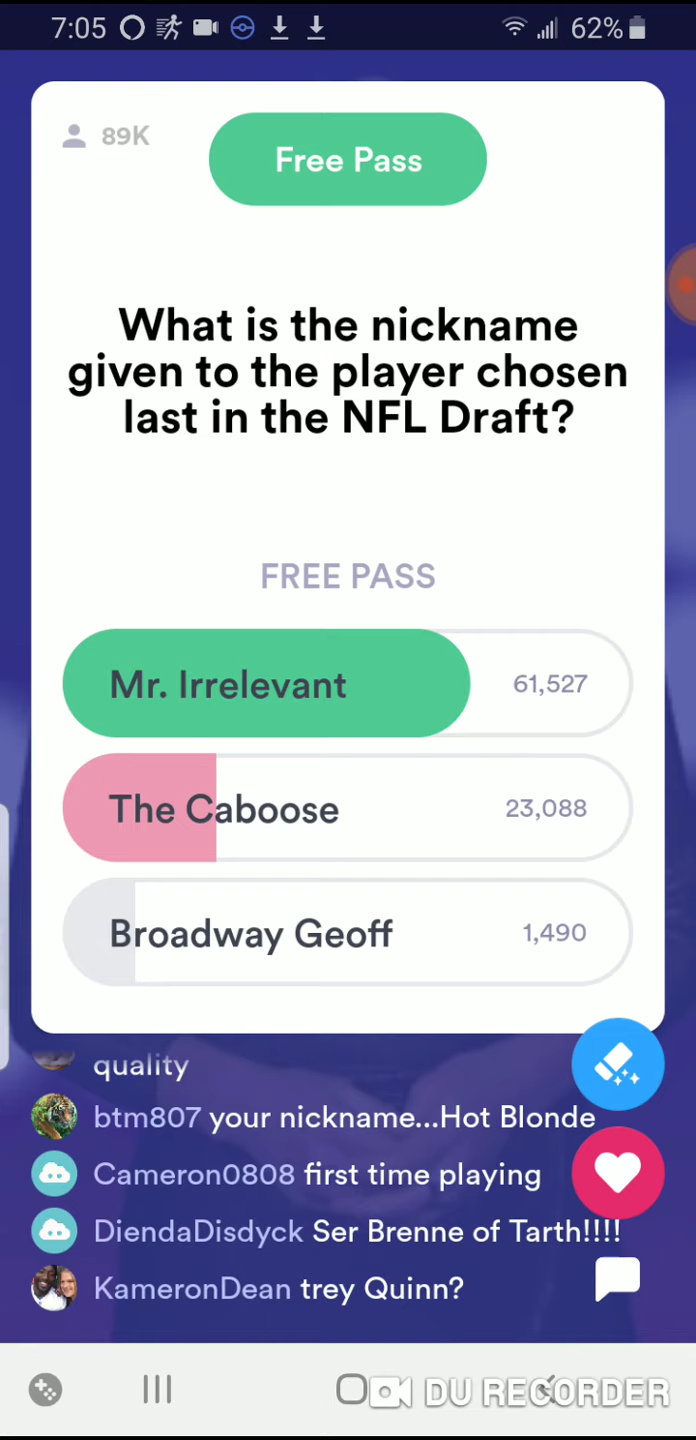 7:05
62%
89K
Free Pass
What is the nickname
given to the player chosen
last in the NFL Draft?
FREE PASS
Mr. Irrelevant 61,527
The Caboose 23,088
Broadway Geoff 1,490
quality
btm807 your nickname...Hot Blonde
Cameron0808 first time playing
DiendaDisdyck Ser Brenne of Tarth!!!!
KameronDean trey Quinn?
DU RECORDER